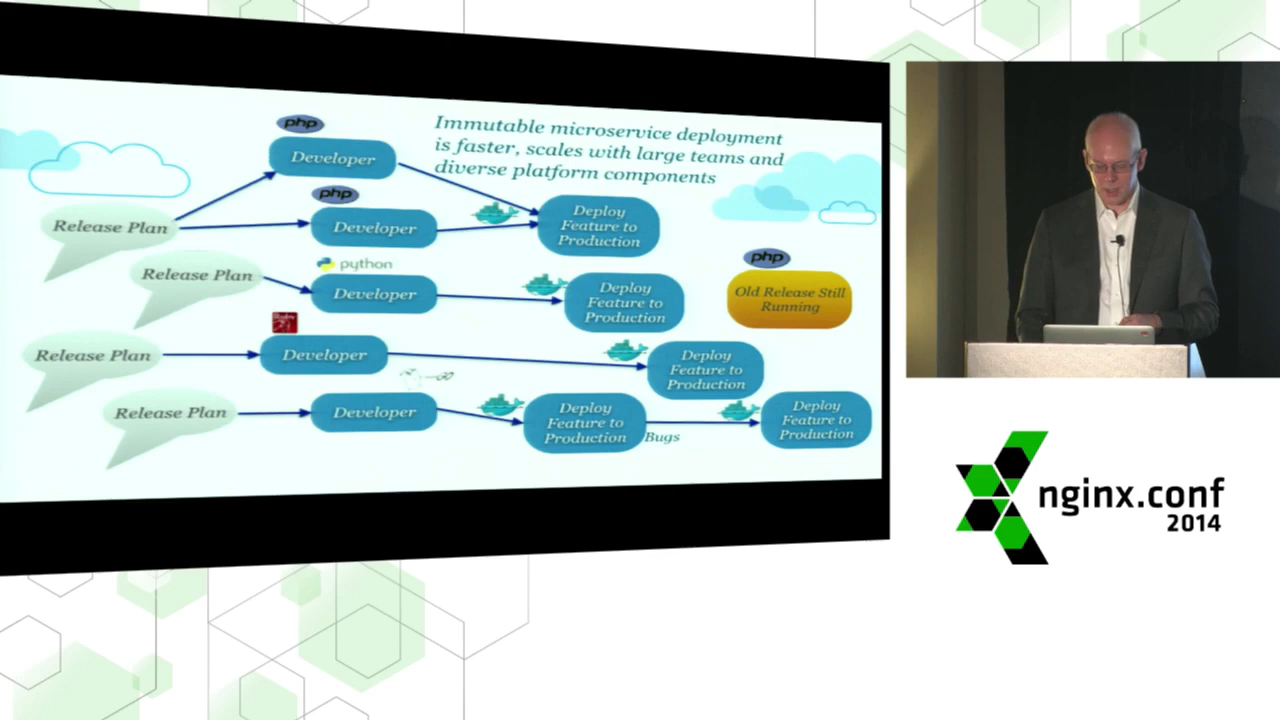 php
Immutable microservice deployment
is faster, scales with large teams and
diverse platform components
Developer
php
Release Plan
Developer
Deploy
Feature to
Production
Release Plan
python
Developer
Deploy
Feature to
Production
php
Old Release Still
Running
Release Plan
Developer
Deploy
Feature to
Production
Release Plan
Developer
Deploy
Feature to
Production
Bugs
Deploy
Feature to
Production
nginx.conf
2014